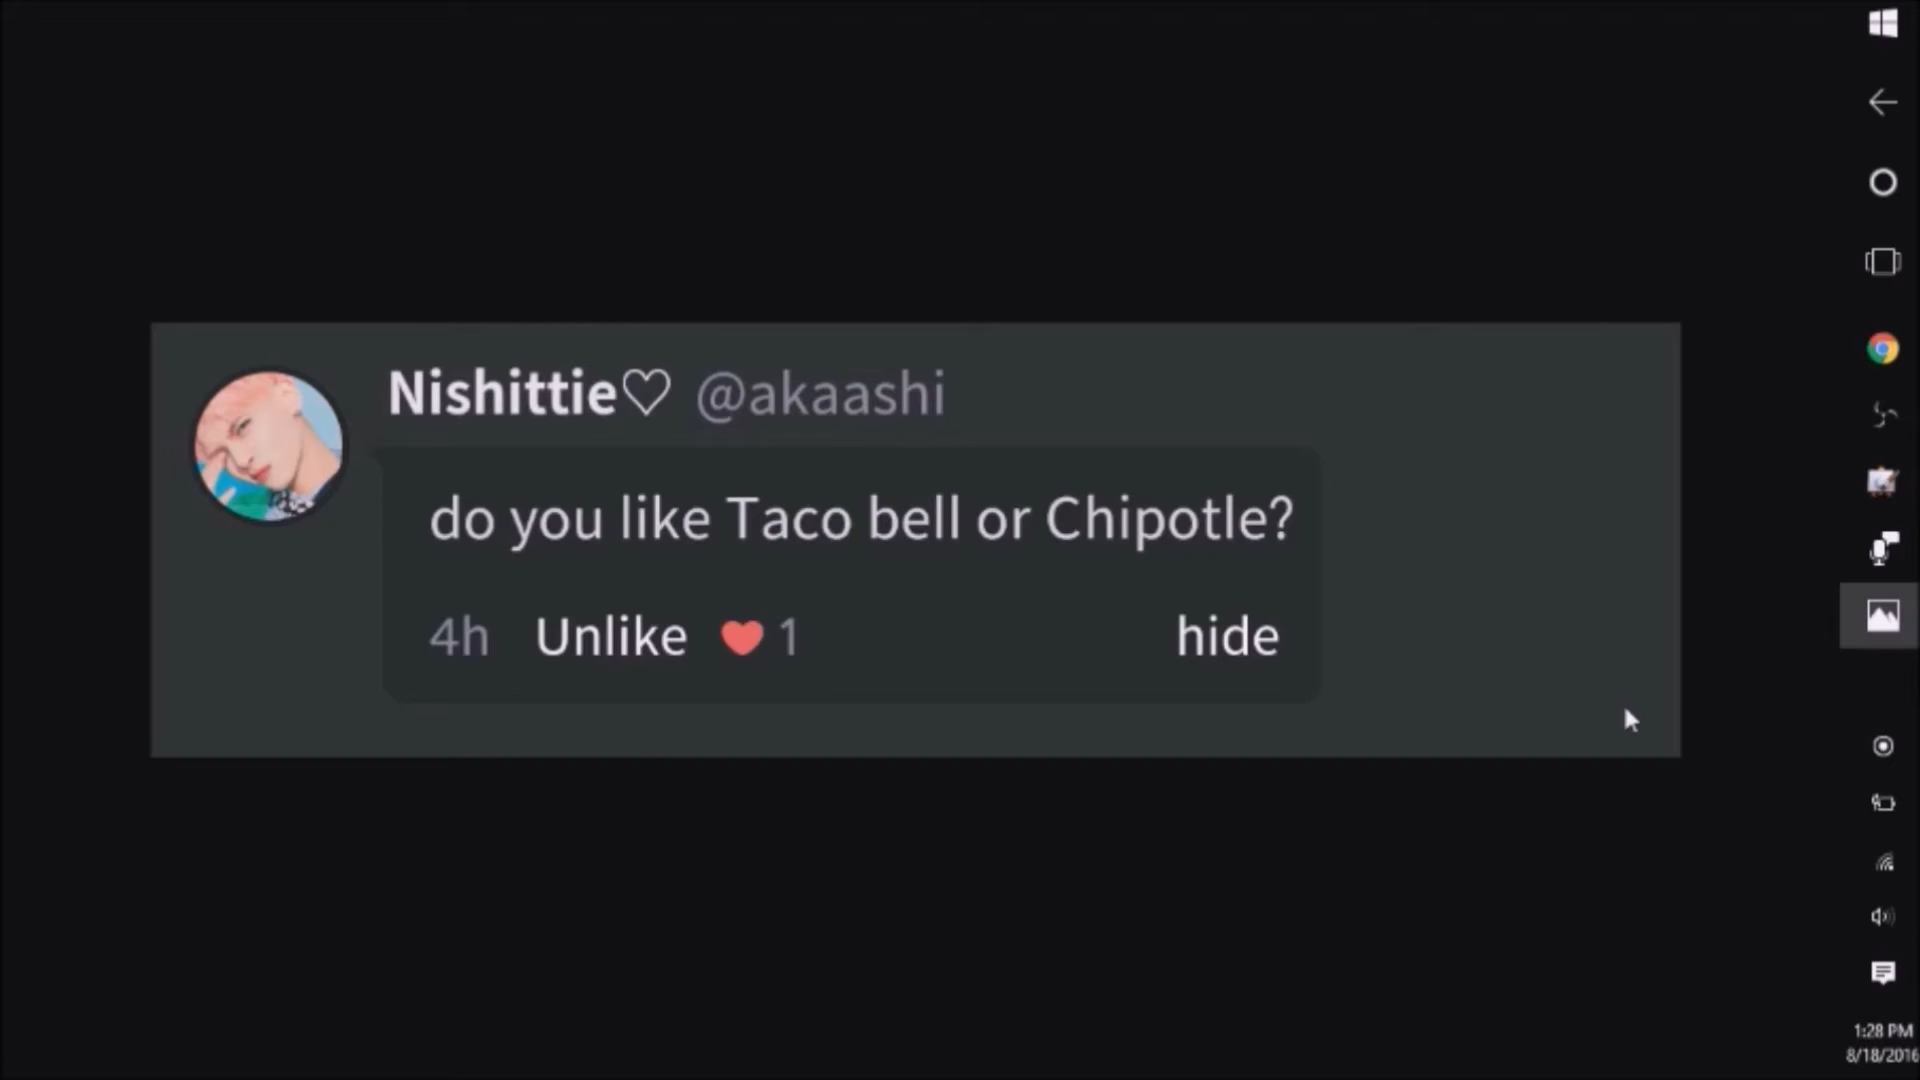 Nishittie♡ @akaashi
do you like Taco bell or Chipotle?
4h Unlike ❤ 1 hide
1:28 PM
8/18/2016